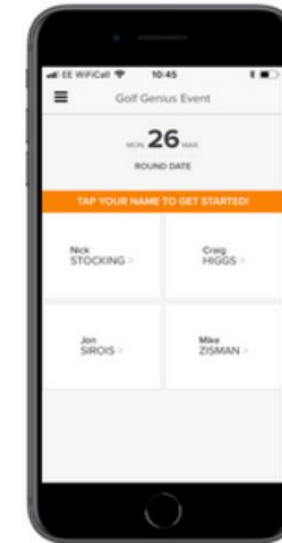 EE WiFiCall 10:45
Golf Genius Event
MON. 26 MAR.
ROUND DATE
TAP YOUR NAME TO GET STARTED!
Nick
STOCKING >
Craig
HIGGS >
Jon
SIROIS >
Mike
ZISMAN >